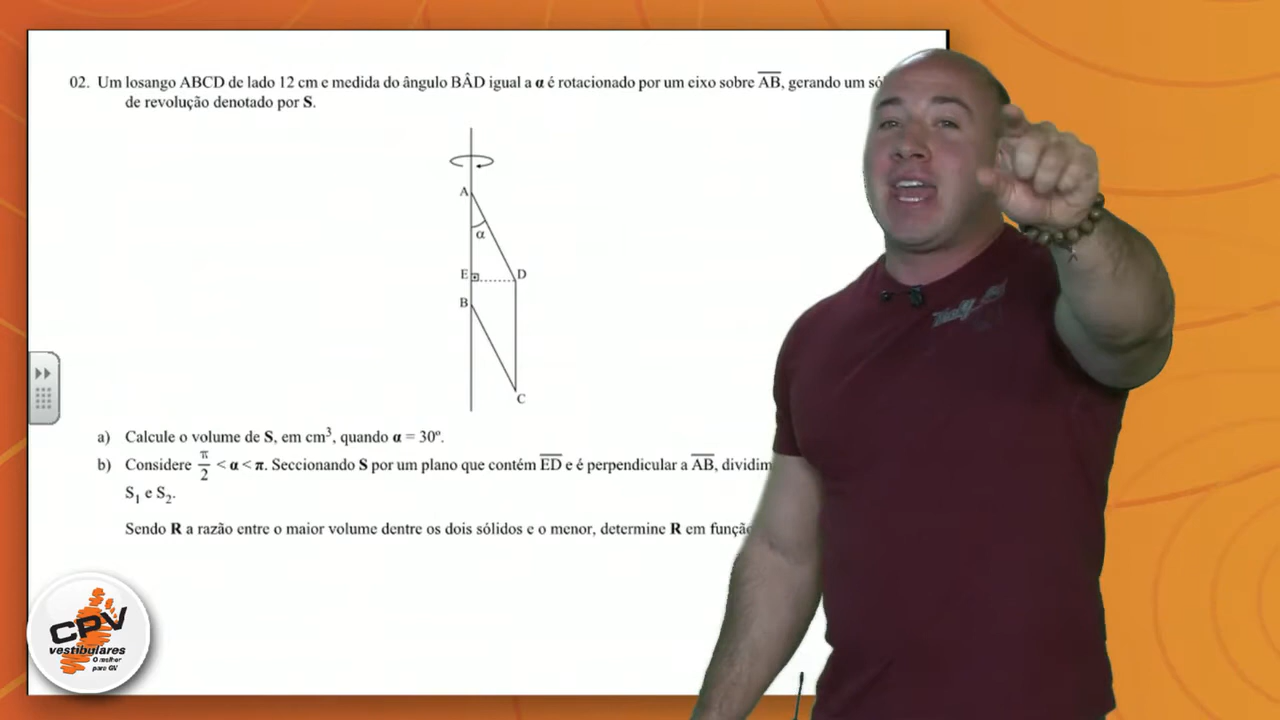 02. Um losango ABCD de lado 12 cm e medida do ângulo BÂD igual a α é rotacionado por um eixo sobre AB, gerando um
de revolução denotado por S.
A
α
E
D
B
C
a) Calcule o volume de S, em cm³, quando α = 30º.
b) Considere π/2 < α < π. Seccionando S por um plano que contém ED e é perpendicular a AB,
S₁ e S₂.
Sendo R a razão entre o maior volume dentre os dois sólidos e o menor, determine R em
CPV
vestibulares
O melhor
para GV